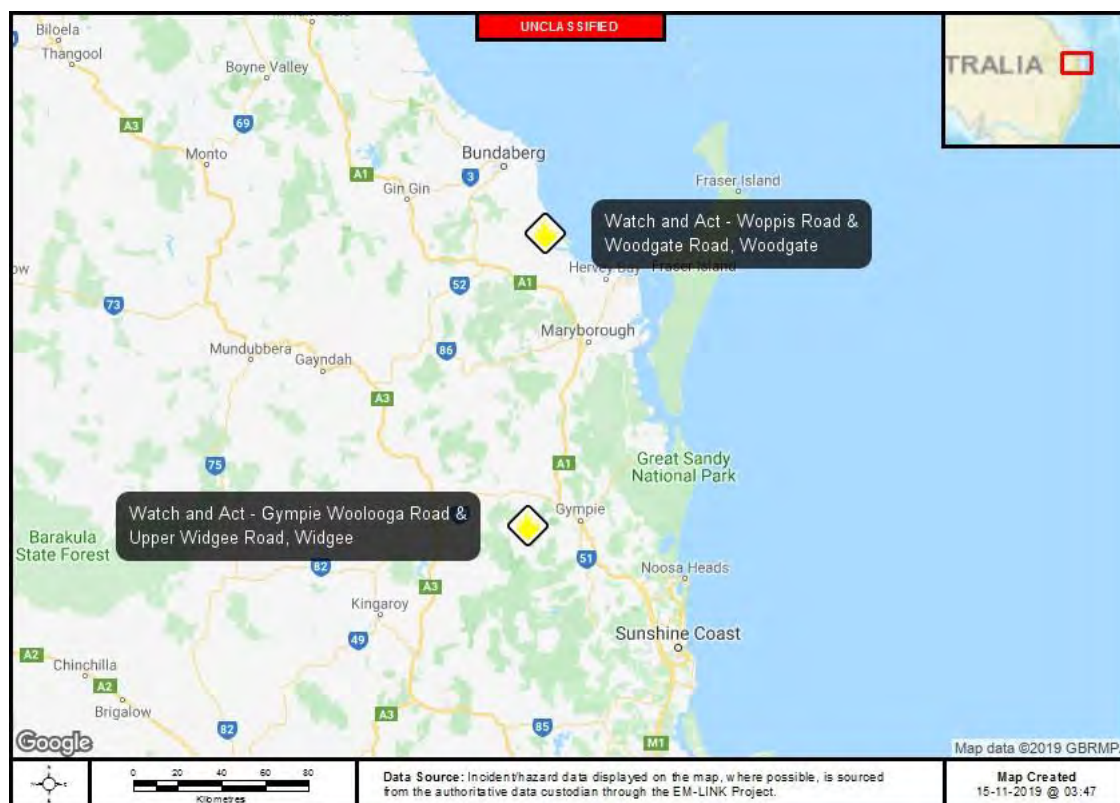 UNCLASSIFIED
TRALIA
Biloela
Thangool
Boyne Valley
A3
69
Monto
A1
Gin Gin
3
Bundaberg
Fraser Island
Watch and Act - Woppis Road &
Woodgate Road, Woodgate
Hervey Bay
Fraser Island
52
A1
73
Maryborough
86
Mundubbera
Gayndah
A3
75
A1
Great Sandy
National Park
Watch and Act - Gympie Woolooga Road &
Upper Widgee Road, Widgee
Gympie
Barakula
State Forest
51
82
Noosa Heads
A3
Kingaroy
49
Sunshine Coast
A2
Chinchilla
A2
Brigalow
82
A3
85
M1
Google
Map data ©2019 GBRMP
0 20 40 60 80
Kilometres
Data Source: Incident/hazard data displayed on the map, where possible, is sourced
from the authoritative data custodian through the EM-LINK Project.
Map Created
15-11-2019 @ 03:47